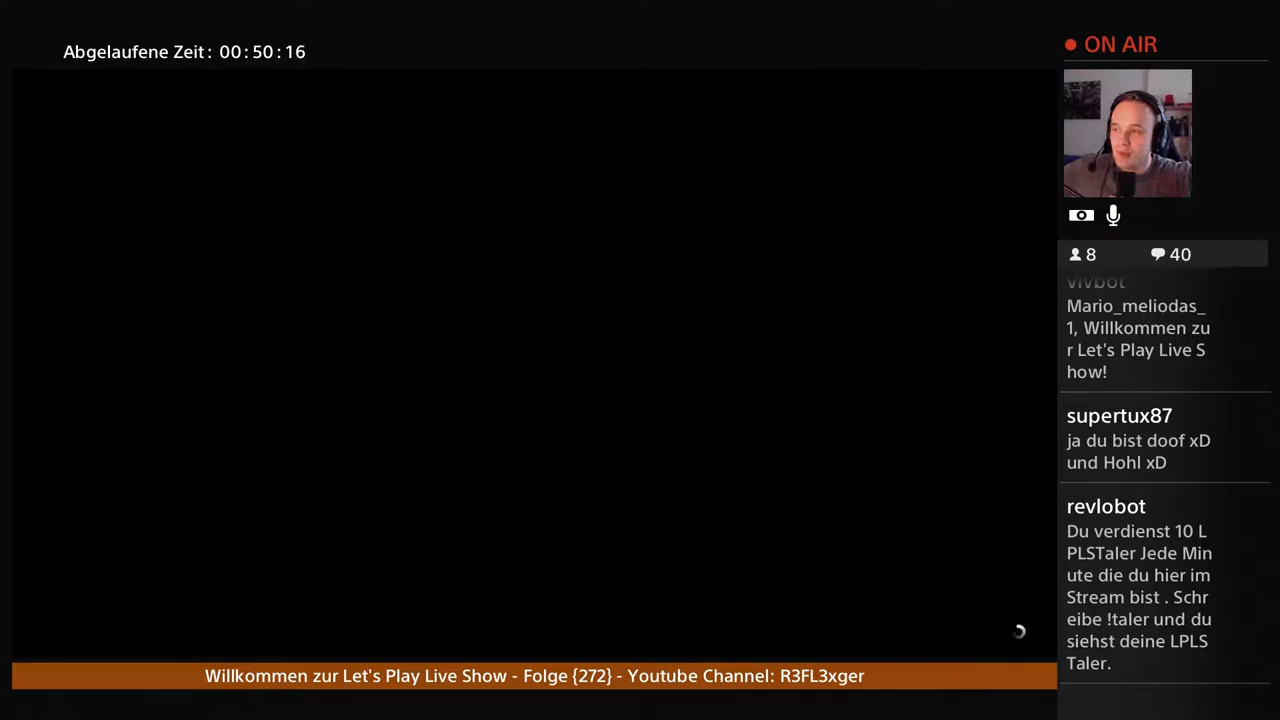 Abgelaufene Zeit: 00:50:16
ON AIR
8 40
vivbot
Mario_meliodas_
1, Willkommen zu
r Let's Play Live S
how!
supertux87
ja du bist doof xD
und Hohl xD
revlobot
Du verdienst 10 L
PLSTaler Jede Min
ute die du hier im
Stream bist . Schr
eibe !taler und du
siehst deine LPLS
Taler.
Willkommen zur Let's Play Live Show - Folge {272} - Youtube Channel: R3FL3xger